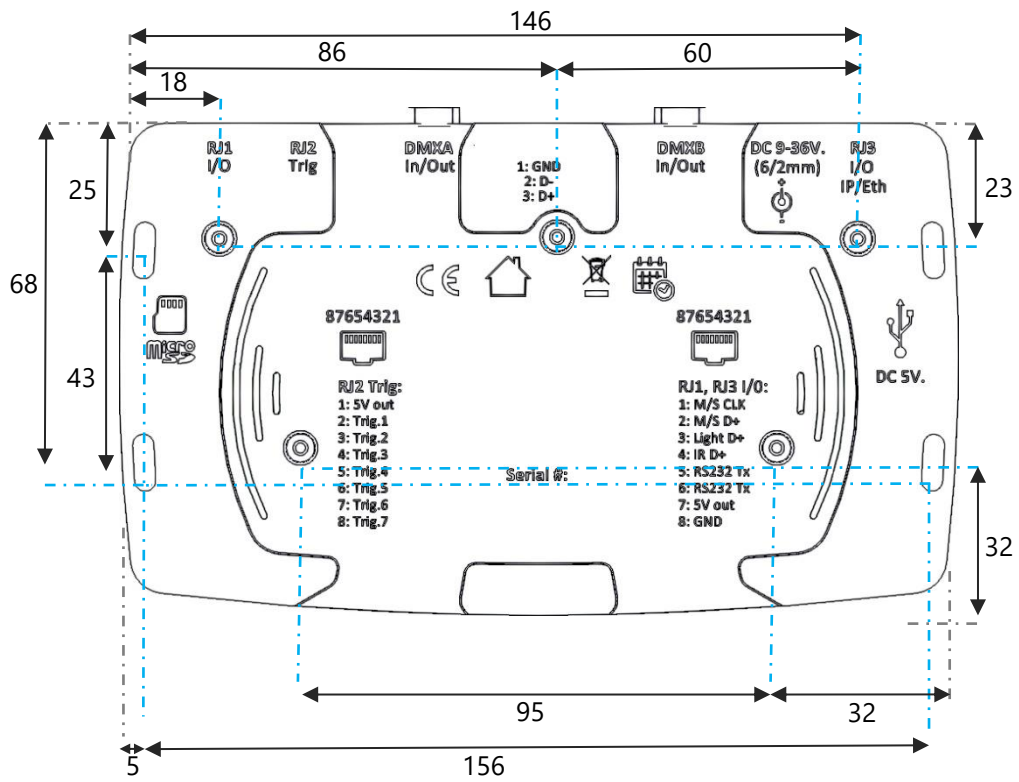 146
86
60
18
RJ1
I/O
RJ2
Trig
DMXA
In/Out
1: GND
2: D-
3: D+
DMXB
In/Out
DC 9-36V.
(6/2mm)
+
-
RJ3
I/O
IP/Eth
25
23
68
CE
micro
SD
43
87654321
RJ2 Trig:
1: 5V out
2: Trig.1
3: Trig.2
4: Trig.3
5: Trig.4
6: Trig.5
7: Trig.6
8: Trig.7
Serial #:
87654321
RJ1, RJ3 I/O:
1: M/S CLK
2: M/S D+
3: Light D+
4: IR D+
5: RS232 Tx
6: RS232 Tx
7: 5V out
8: GND
DC 5V.
32
95
32
5
156